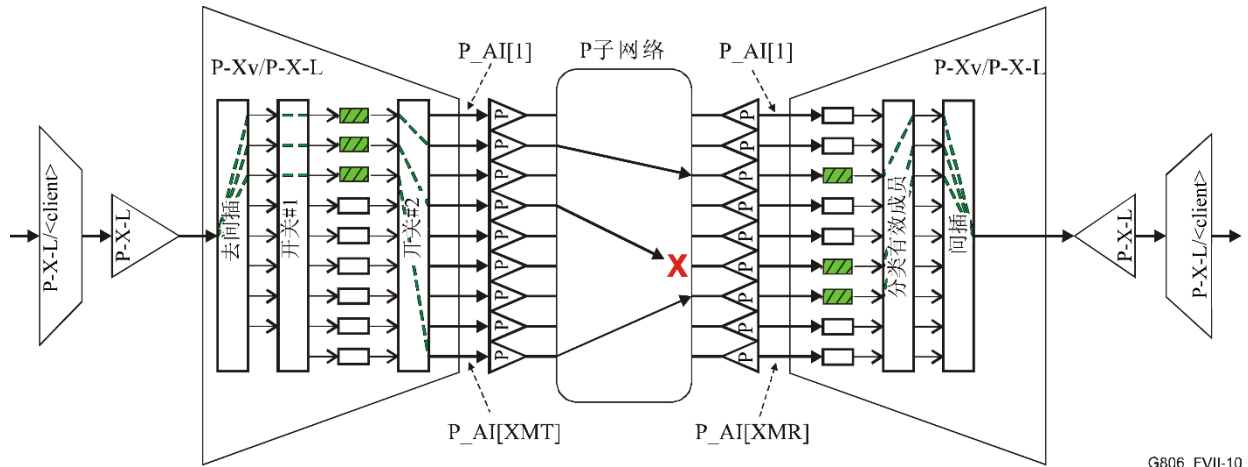 P_AI[1]
P子网络
P_AI[1]
P-Xv/P-X-L
P-Xv/P-X-L
P-X-L/<client>
P-X-L
去间插
开关#1
开关#2
P
P
P
P
P
P
P
P
P
X
P
P
P
P
P
P
P
P
P
分类有效成员
间插
P-X-L
P-X-L/<client>
P_AI[XMT]
P_AI[XMR]
G806_FVII-10